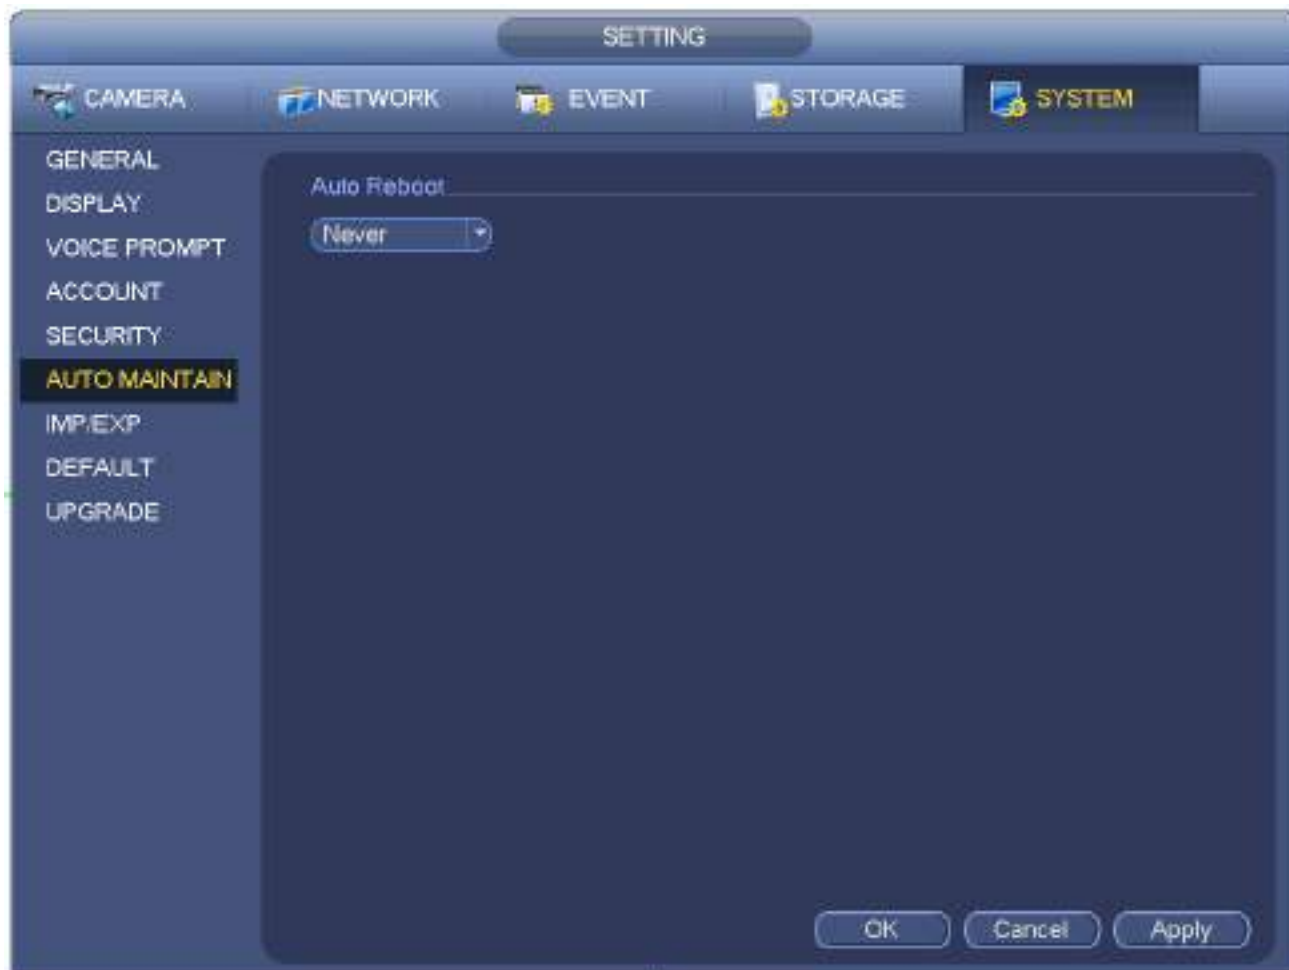 SETTING
CAMERA NETWORK EVENT STORAGE SYSTEM
GENERAL
DISPLAY
VOICE PROMPT
ACCOUNT
SECURITY
AUTO MAINTAIN
IMP/EXP
DEFAULT
UPGRADE
Auto Reboot
Never
OK Cancel Apply